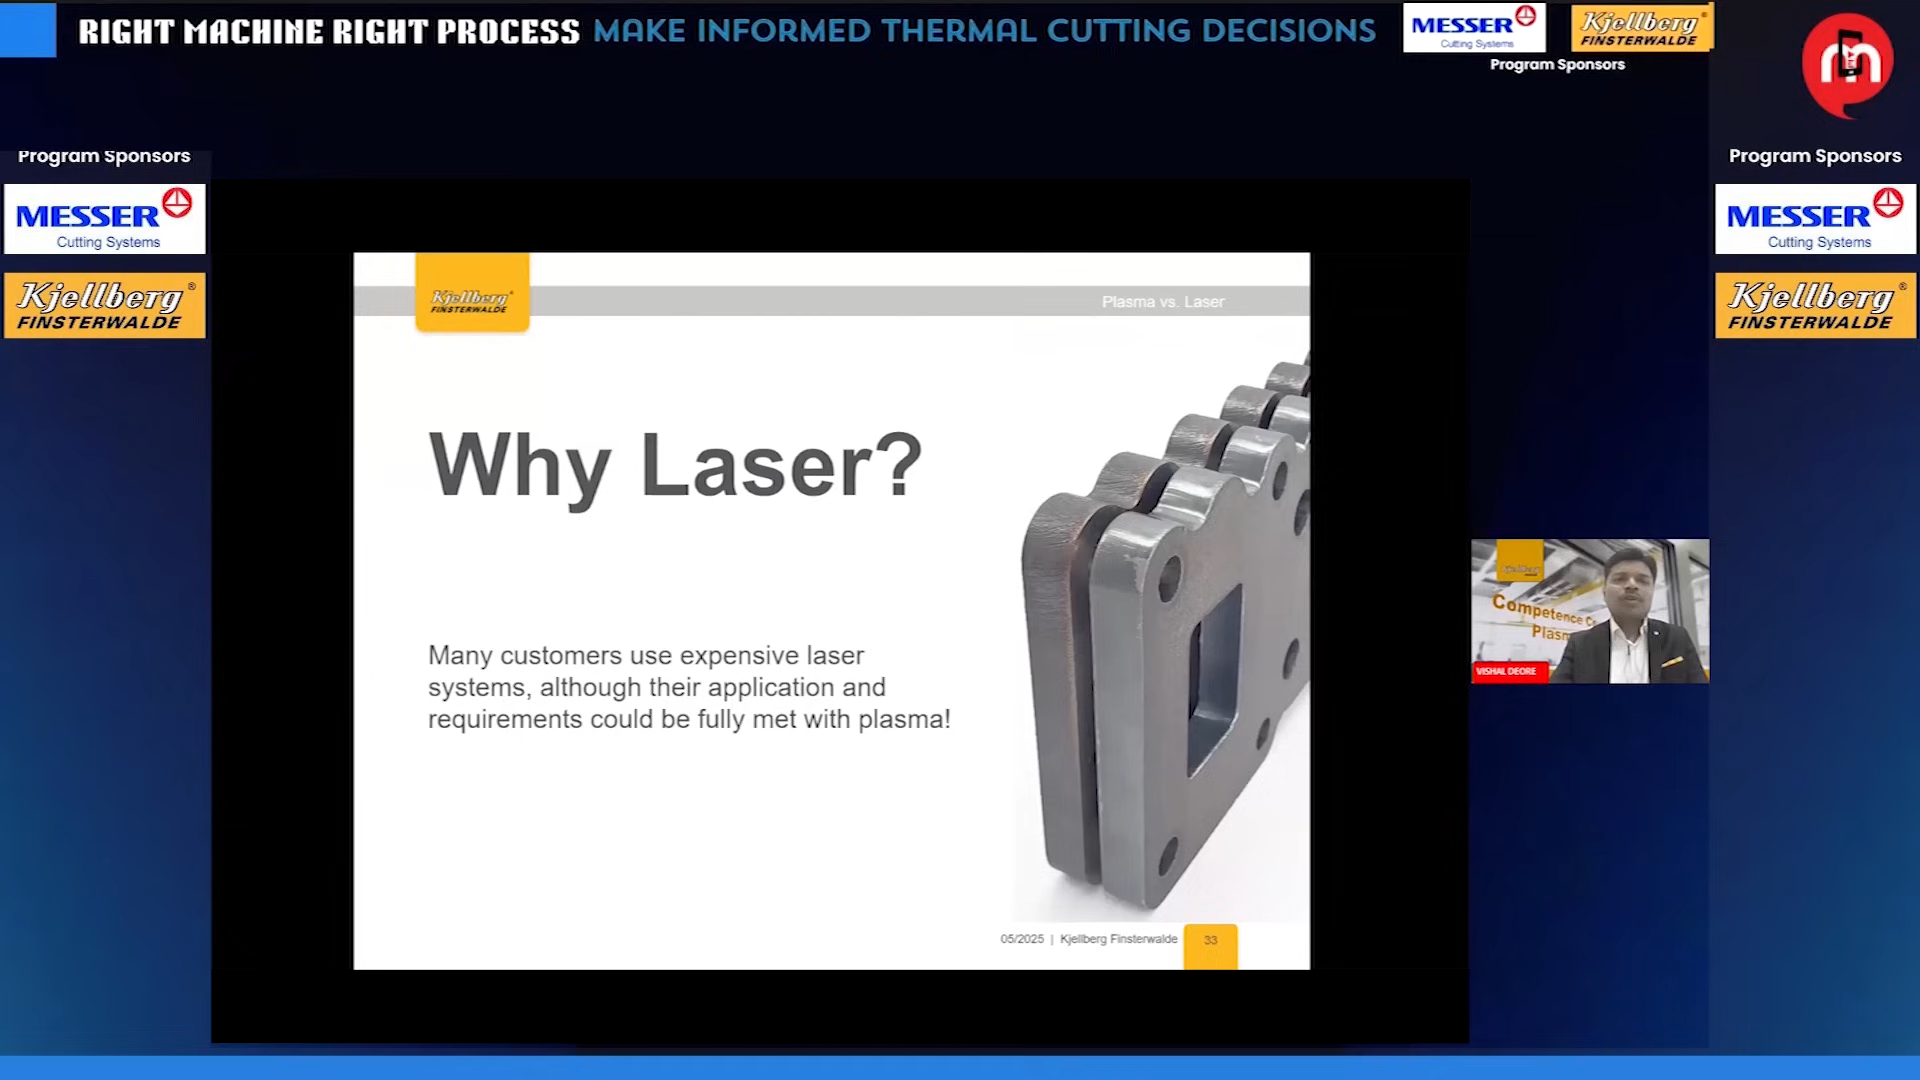 RIGHT MACHINE RIGHT PROCESS MAKE INFORMED THERMAL CUTTING DECISIONS
MESSER
Cutting Systems
Kjellberg®
FINSTERWALDE
Program Sponsors
m
Program Sponsors
MESSER
Cutting Systems
Kjellberg®
FINSTERWALDE
Program Sponsors
MESSER
Cutting Systems
Kjellberg®
FINSTERWALDE
Kjellberg®
FINSTERWALDE
Plasma vs. Laser
Why Laser?
Many customers use expensive laser
systems, although their application and
requirements could be fully met with plasma!
05/2025 | Kjellberg Finsterwalde
33
Kjellberg
Competence
VISHAL DEORE